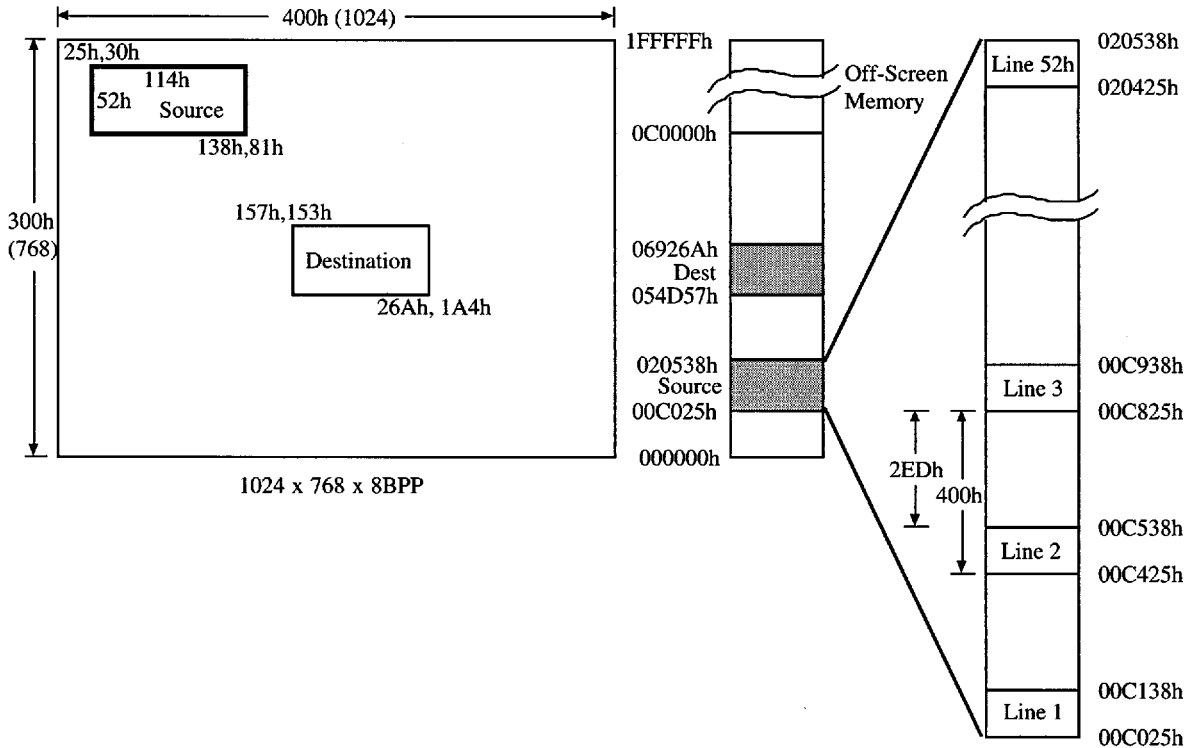 400h (1024)
25h,30h
114h
52h
Source
138h,81h
300h
(768)
157h,153h
Destination
26Ah, 1A4h
1024 x 768 x 8BPP
1FFFFFh
Off-Screen
Memory
0C0000h
06926Ah
Dest
054D57h
020538h
Source
00C025h
000000h
020538h
Line 52h
020425h
00C938h
Line 3
00C825h
2EDh
400h
00C538h
Line 2
00C425h
00C138h
Line 1
00C025h